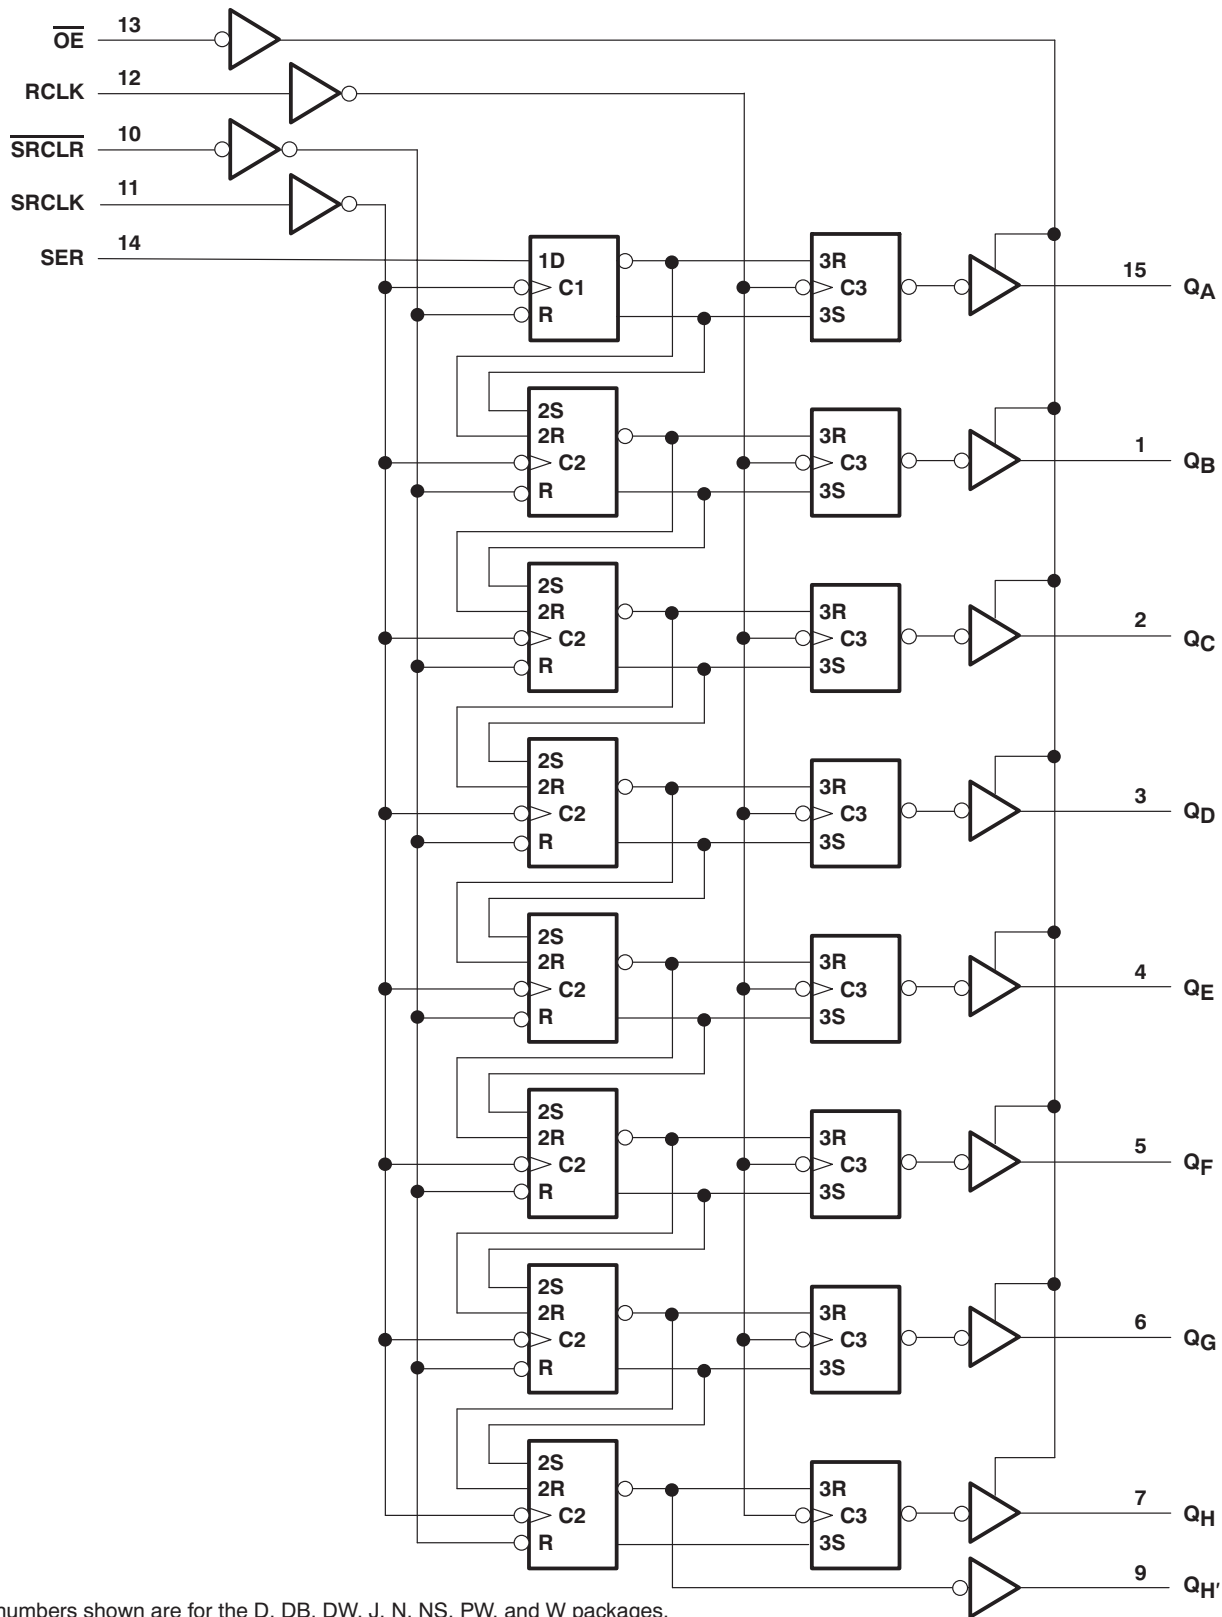 OE 13
RCLK 12
SRCLR 10
SRCLK 11
SER 14
1D
C1
R
3R
C3
3S
15 QA
2S
2R
C2
R
3R
C3
3S
1 QB
2S
2R
C2
R
3R
C3
3S
2 QC
2S
2R
C2
R
3R
C3
3S
3 QD
2S
2R
C2
R
3R
C3
3S
4 QE
2S
2R
C2
R
3R
C3
3S
5 QF
2S
2R
C2
R
3R
C3
3S
6 QG
2S
2R
C2
R
3R
C3
3S
7 QH
9 QH'
numbers shown are for the D, DB, DW, J, N, NS, PW, and W packages.